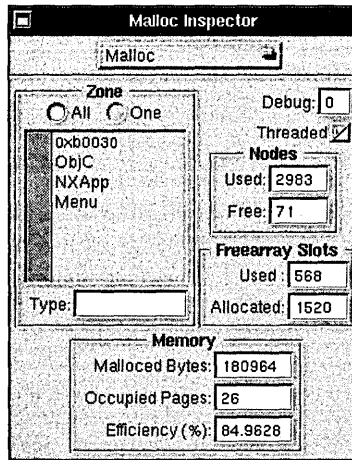 Malloc Inspector
Malloc
Zone
All One
0xb0030
ObjC
NXApp
Menu
Type:
Debug: 0
Threaded
Nodes
Used: 2983
Free: 71
Freearray Slots
Used: 568
Allocated: 1520
Memory
Malloced Bytes: 180964
Occupied Pages: 26
Efficiency (%): 84.9628